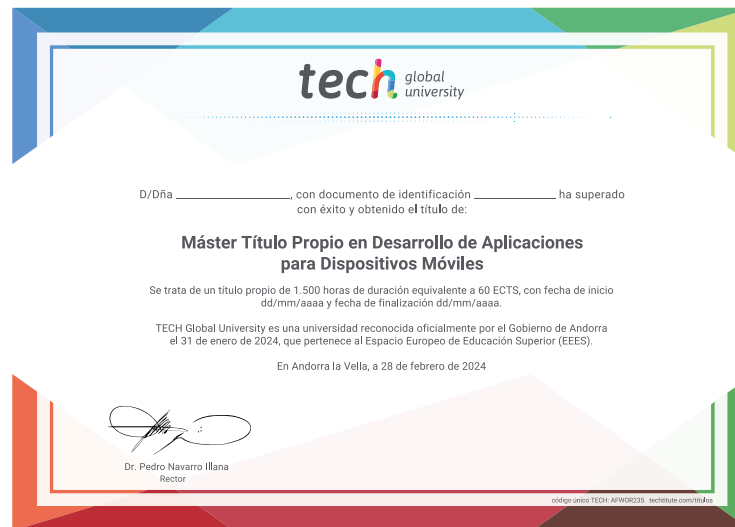 tech global university
D/Dña ____________________, con documento de identificación ______________ ha superado
con éxito y obtenido el título de:
Máster Título Propio en Desarrollo de Aplicaciones
para Dispositivos Móviles
Se trata de un título propio de 1.500 horas de duración equivalente a 60 ECTS, con fecha de inicio
dd/mm/aaaa y fecha de finalización dd/mm/aaaa.
TECH Global University es una universidad reconocida oficialmente por el Gobierno de Andorra
el 31 de enero de 2024, que pertenece al Espacio Europeo de Educación Superior (EEES).
En Andorra la Vella, a 28 de febrero de 2024
Dr. Pedro Navarro Illana
Rector
código único TECH: AFWOR23S techtitute.com/titulos